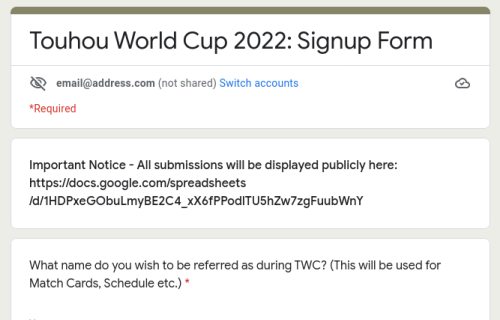 Touhou World Cup 2022: Signup Form
email@address.com (not shared) Switch accounts
*Required
Important Notice - All submissions will be displayed publicly here:
https://docs.google.com/spreadsheets
/d/1HDPxeGObuLmyBE2C4_xX6fPPodlTU5hZw7zgFuubWnY
What name do you wish to be referred as during TWC? (This will be used for
Match Cards, Schedule etc.) *